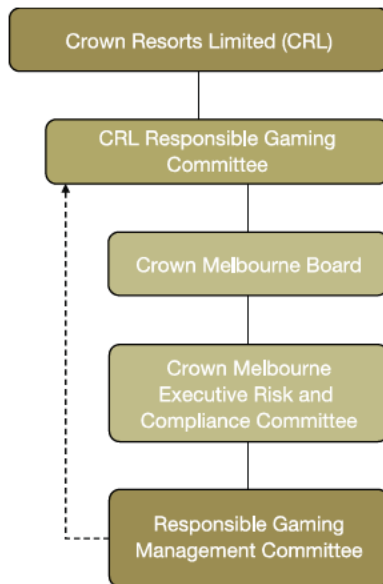 Crown Resorts Limited (CRL)
CRL Responsible Gaming
Committee
Crown Melbourne Board
Crown Melbourne
Executive Risk and
Compliance Committee
Responsible Gaming
Management Committee